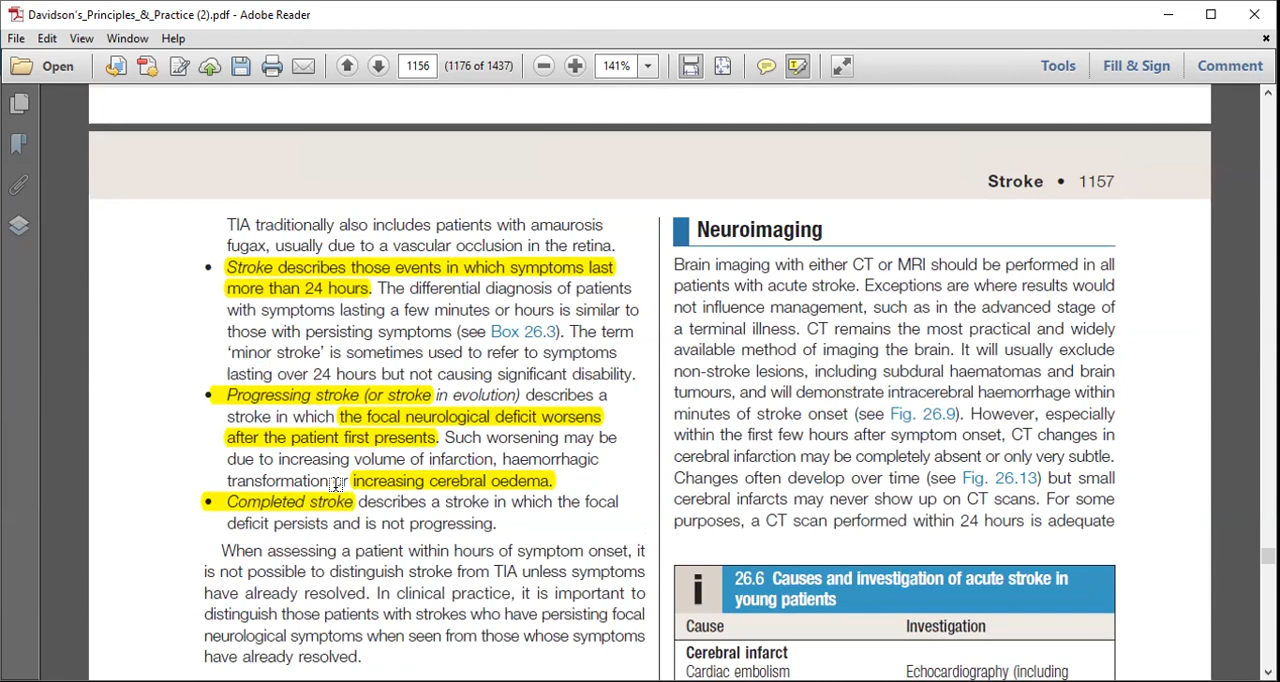 Davidson's_Principles_&_Practice (2).pdf - Adobe Reader
File Edit View Window Help
Open 1156 (1176 of 1437) 141% Tools Fill & Sign Comment
Stroke • 1157
TIA traditionally also includes patients with amaurosis
fugax, usually due to a vascular occlusion in the retina.
• Stroke describes those events in which symptoms last
more than 24 hours. The differential diagnosis of patients
with symptoms lasting a few minutes or hours is similar to
those with persisting symptoms (see Box 26.3). The term
‘minor stroke’ is sometimes used to refer to symptoms
lasting over 24 hours but not causing significant disability.
• Progressing stroke (or stroke in evolution) describes a
stroke in which the focal neurological deficit worsens
after the patient first presents. Such worsening may be
due to increasing volume of infarction, haemorrhagic
transformation or increasing cerebral oedema.
• Completed stroke describes a stroke in which the focal
deficit persists and is not progressing.
When assessing a patient within hours of symptom onset, it
is not possible to distinguish stroke from TIA unless symptoms
have already resolved. In clinical practice, it is important to
distinguish those patients with strokes who have persisting focal
neurological symptoms when seen from those whose symptoms
have already resolved.
Neuroimaging
Brain imaging with either CT or MRI should be performed in all
patients with acute stroke. Exceptions are where results would
not influence management, such as in the advanced stage of
a terminal illness. CT remains the most practical and widely
available method of imaging the brain. It will usually exclude
non-stroke lesions, including subdural haematomas and brain
tumours, and will demonstrate intracerebral haemorrhage within
minutes of stroke onset (see Fig. 26.9). However, especially
within the first few hours after symptom onset, CT changes in
cerebral infarction may be completely absent or only very subtle.
Changes often develop over time (see Fig. 26.13) but small
cerebral infarcts may never show up on CT scans. For some
purposes, a CT scan performed within 24 hours is adequate
i 26.6 Causes and investigation of acute stroke in
young patients
Cause Investigation
Cerebral infarct
Cardiac embolism Echocardiography (including